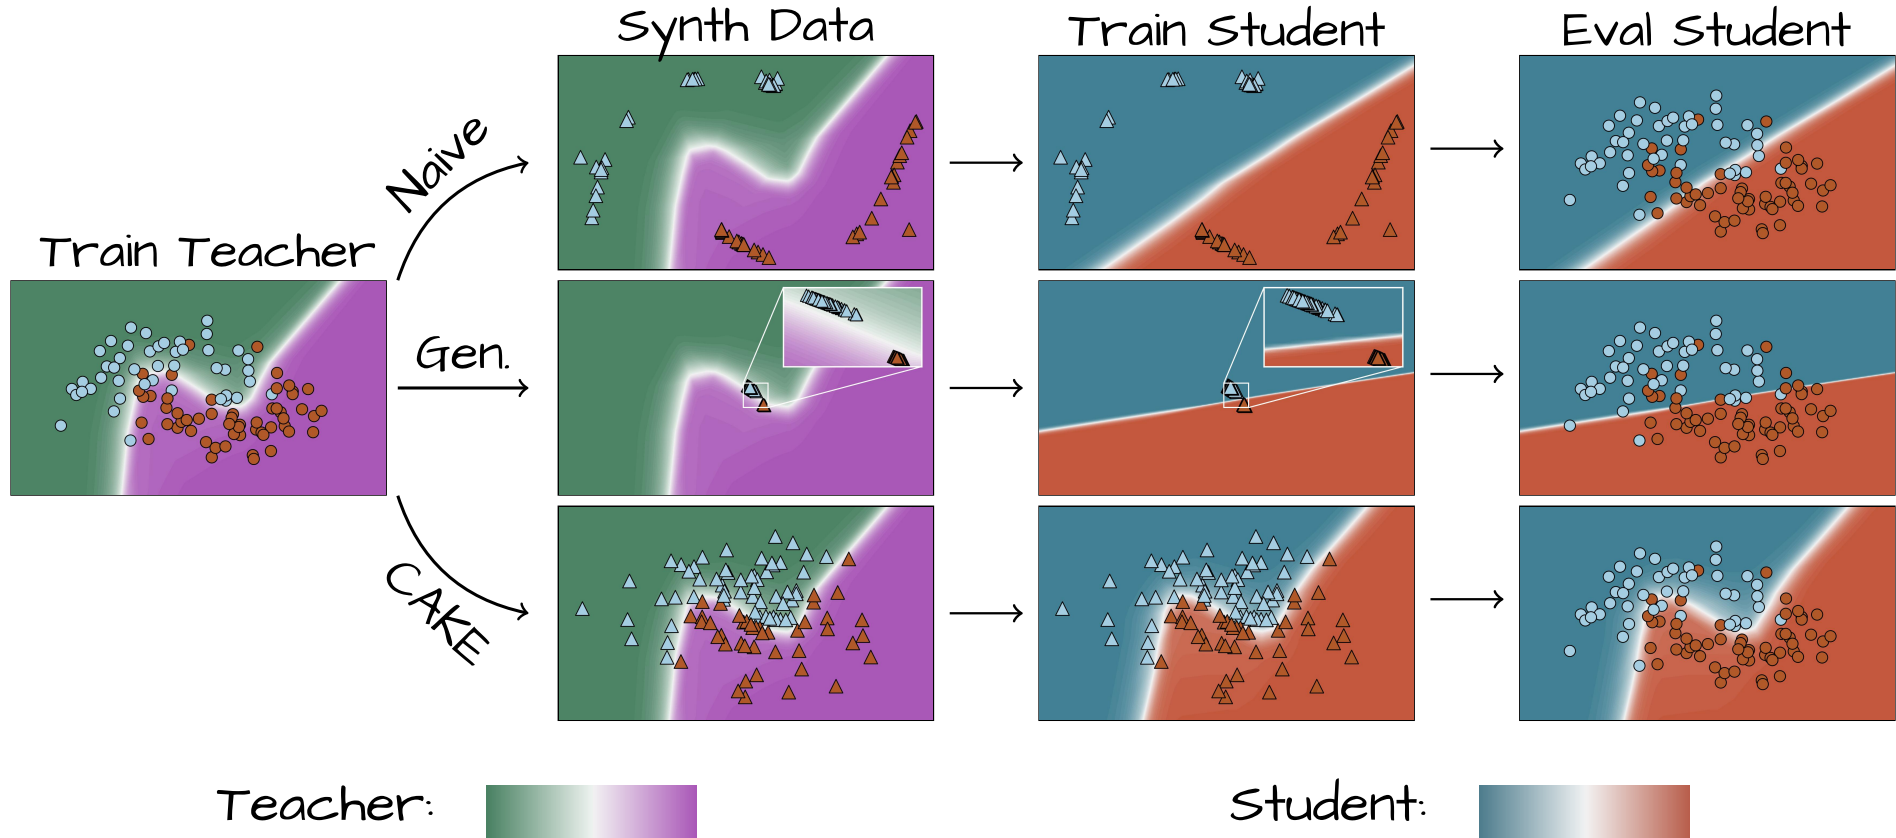 Synth Data
Train Student
Eval Student
Naive
Train Teacher
Gen.
CAKE
Teacher:
Student: